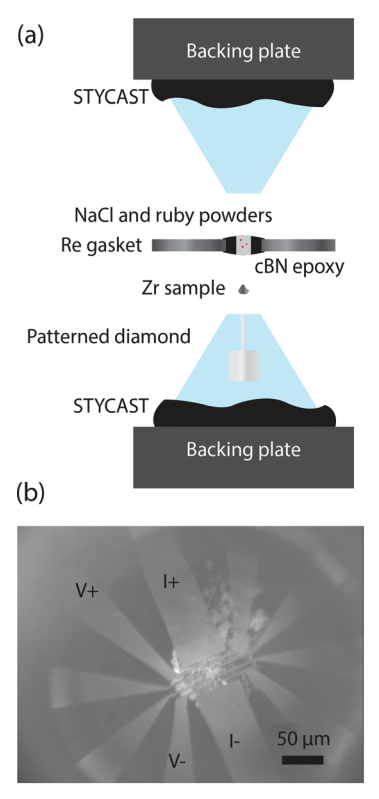 (a)
Backing plate
STYCAST
NaCl and ruby powders
Re gasket
cBN epoxy
Zr sample
Patterned diamond
STYCAST
Backing plate
(b)
V+
I+
V-
I-
50 μm